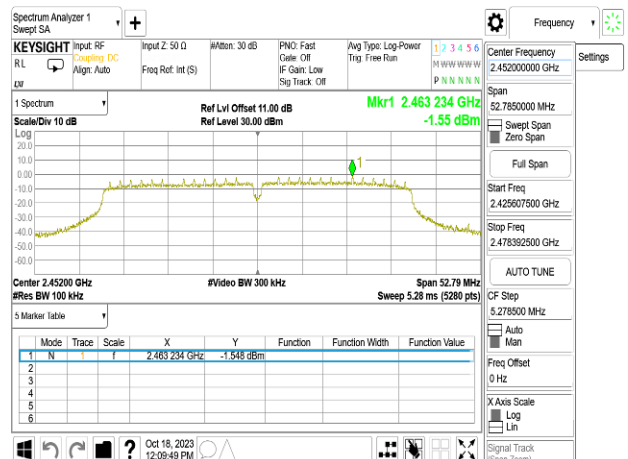 Spectrum Analyzer 1
Swept SA
+
Frequency
KEYSIGHT
RL
LXI
Input: RF
Coupling: DC
Align: Auto
Input Z: 50 Ω
Freq Ref: Int (S)
#Atten: 30 dB
PNO: Fast
Gate: Off
IF Gain: Low
Sig Track: Off
Avg Type: Log-Power
Trig: Free Run
1 2 3 4 5 6
M W W W W W
P N N N N N
Center Frequency
2.452000000 GHz
Settings
1 Spectrum
Scale/Div 10 dB
Ref Lvl Offset 11.00 dB
Ref Level 30.00 dBm
Mkr1 2.463 234 GHz
-1.55 dBm
Span
52.7850000 MHz
Swept Span
Zero Span
Full Span
Start Freq
2.425607500 GHz
Stop Freq
2.478392500 GHz
AUTO TUNE
CF Step
5.278500 MHz
Auto
Man
Freq Offset
0 Hz
X Axis Scale
Log
Lin
Signal Track
(Span Zoom)
Log
20.0
10.0
0.00
-10.0
-20.0
-30.0
-40.0
-50.0
-60.0
1
Center 2.45200 GHz
#Res BW 100 kHz
#Video BW 300 kHz
Span 52.79 MHz
Sweep 5.28 ms (5280 pts)
5 Marker Table
Mode Trace Scale X Y Function Function Width Function Value
1 N 1 f 2.463 234 GHz -1.548 dBm
2
3
4
5
6
?
Oct 18, 2023
12:09:49 PM